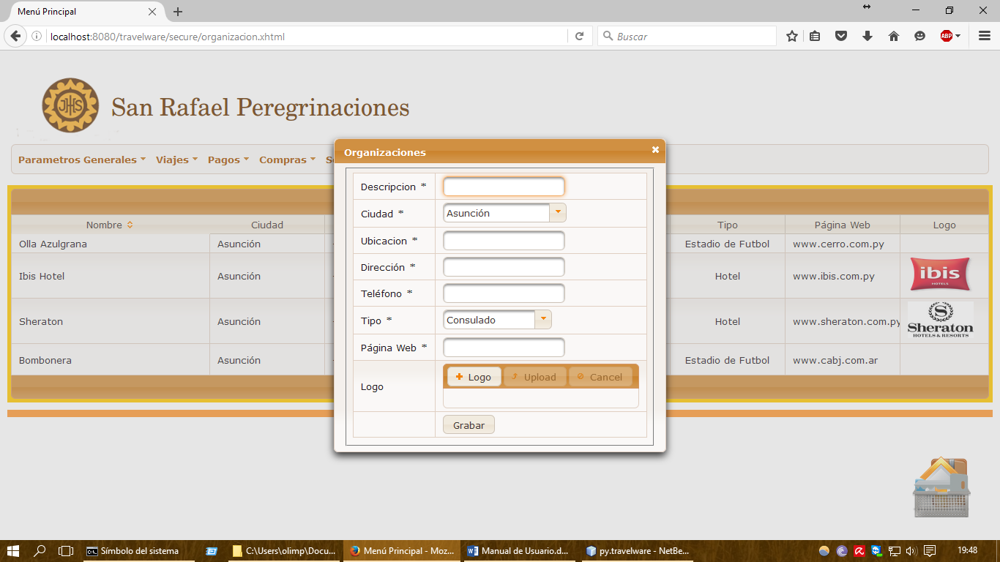 Menú Principal
localhost:8080/travelware/secure/organizacion.xhtml
Buscar
ABP
JHS
San Rafael Peregrinaciones
Parametros Generales Viajes Pagos Compras
Organizaciones
Descripcion *
Ciudad * Asunción
Ubicacion *
Dirección *
Teléfono *
Tipo * Consulado
Página Web *
Logo Logo Upload Cancel
Grabar
Nombre Ciudad Tipo Página Web Logo
Olla Azulgrana Asunción Estadio de Futbol www.cerro.com.py
Ibis Hotel Asunción Hotel www.ibis.com.py ibis HOTELS
Sheraton Asunción Hotel www.sheraton.com.py S Sheraton HOTELS & RESORTS
Bombonera Asunción Estadio de Futbol www.cabj.com.ar
Símbolo del sistema C:\Users\olimp\Docu... Menú Principal - Moz... Manual de Usuario.d... py.travelware - NetBe... 19:48